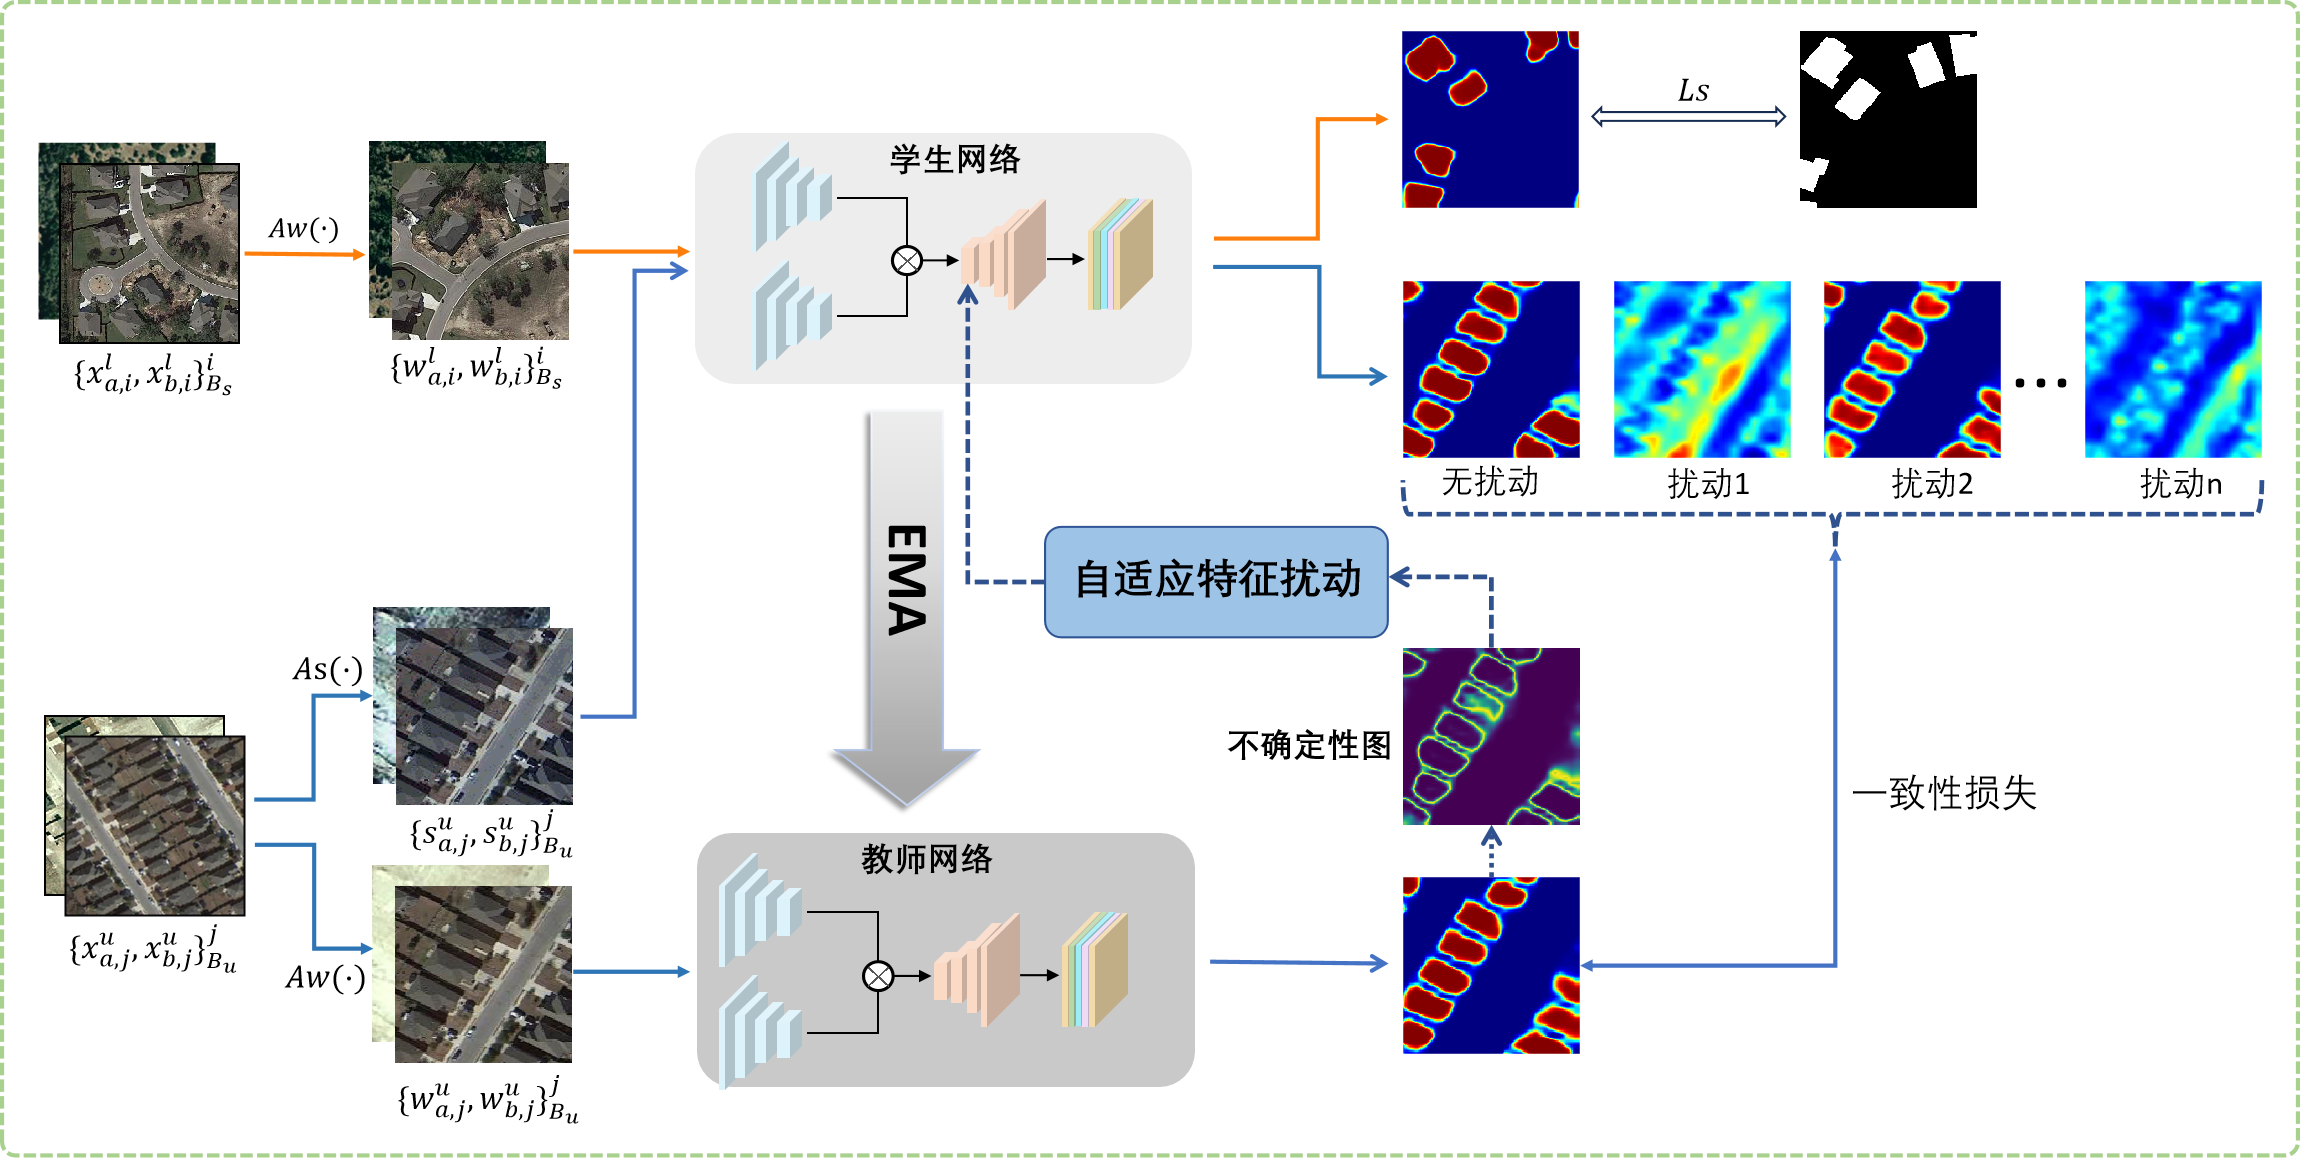 学生网络
Ls
Aw(·)
{x^l_{a,i}, x^l_{b,i}}^i_{B_s}
{w^l_{a,i}, w^l_{b,i}}^i_{B_s}
无扰动
扰动1
扰动2
...
扰动n
EMA
自适应特征扰动
As(·)
不确定性图
一致性损失
{s^u_{a,j}, s^u_{b,j}}^j_{B_u}
教师网络
{x^u_{a,j}, x^u_{b,j}}^j_{B_u}
Aw(·)
{w^u_{a,j}, w^u_{b,j}}^j_{B_u}